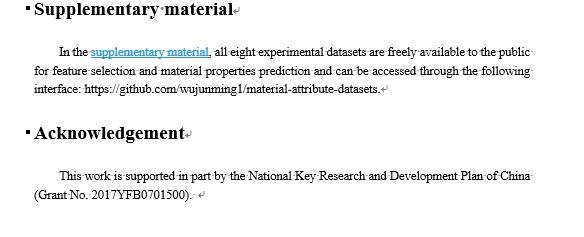 Supplementary material
In the supplementary material, all eight experimental datasets are freely available to the public
for feature selection and material properties prediction and can be accessed through the following
interface: https://github.com/wujunming1/material-attribute-datasets.
Acknowledgement
This work is supported in part by the National Key Research and Development Plan of China
(Grant No. 2017YFB0701500).